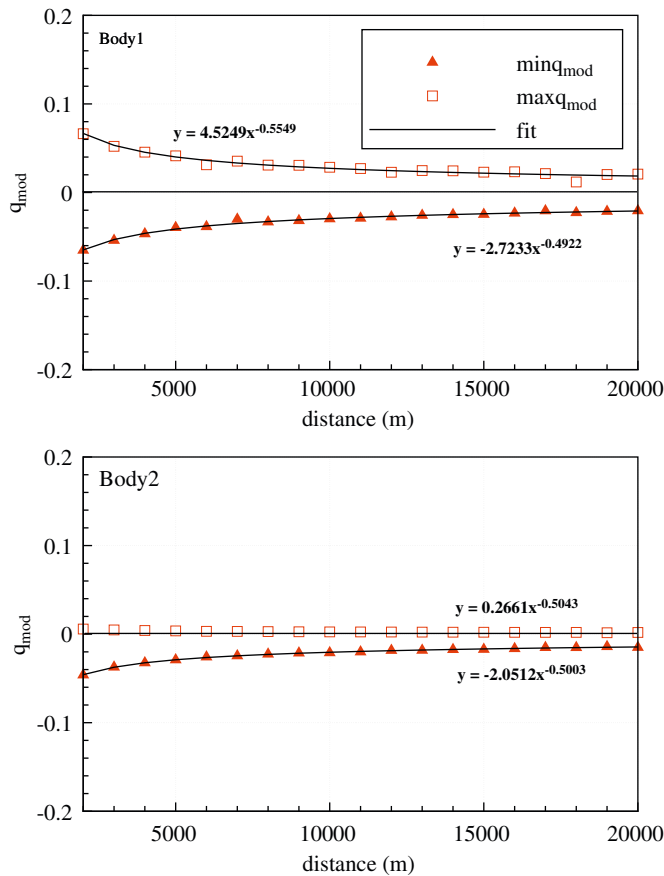 0.2
Body1
minq_mod
maxq_mod
fit
0.1
y = 4.5249x^-0.5549
q_mod
0
-0.1
y = -2.7233x^-0.4922
-0.2
5000 10000 15000 20000
distance (m)
0.2
Body2
0.1
y = 0.2661x^-0.5043
q_mod
0
y = -2.0512x^-0.5003
-0.1
-0.2
5000 10000 15000 20000
distance (m)